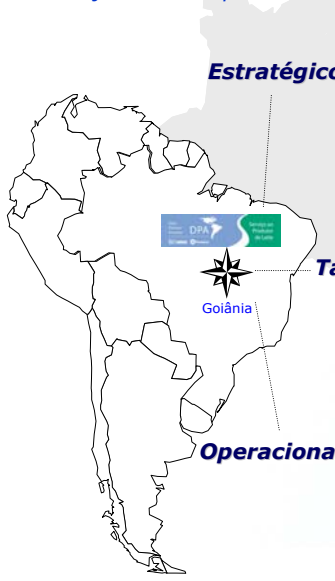 Estratégico
DPA
Serviço ao
Produtor
de Leite
Ta
Goiânia
Operaciona